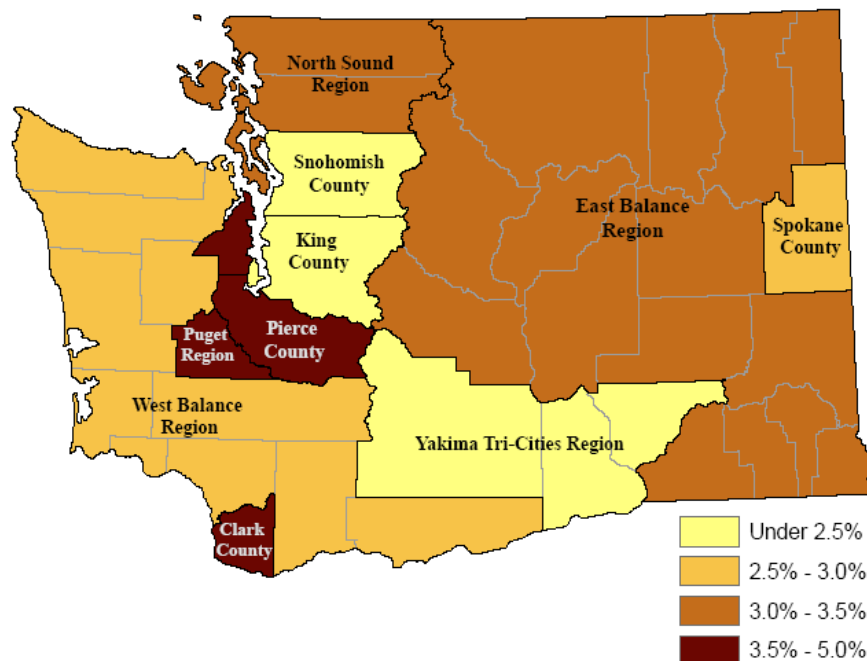 North Sound
Region
Snohomish
County
King
County
East Balance
Region
Spokane
County
Puget
Region
Pierce
County
West Balance
Region
Yakima Tri-Cities Region
Clark
County
Under 2.5%
2.5% - 3.0%
3.0% - 3.5%
3.5% - 5.0%